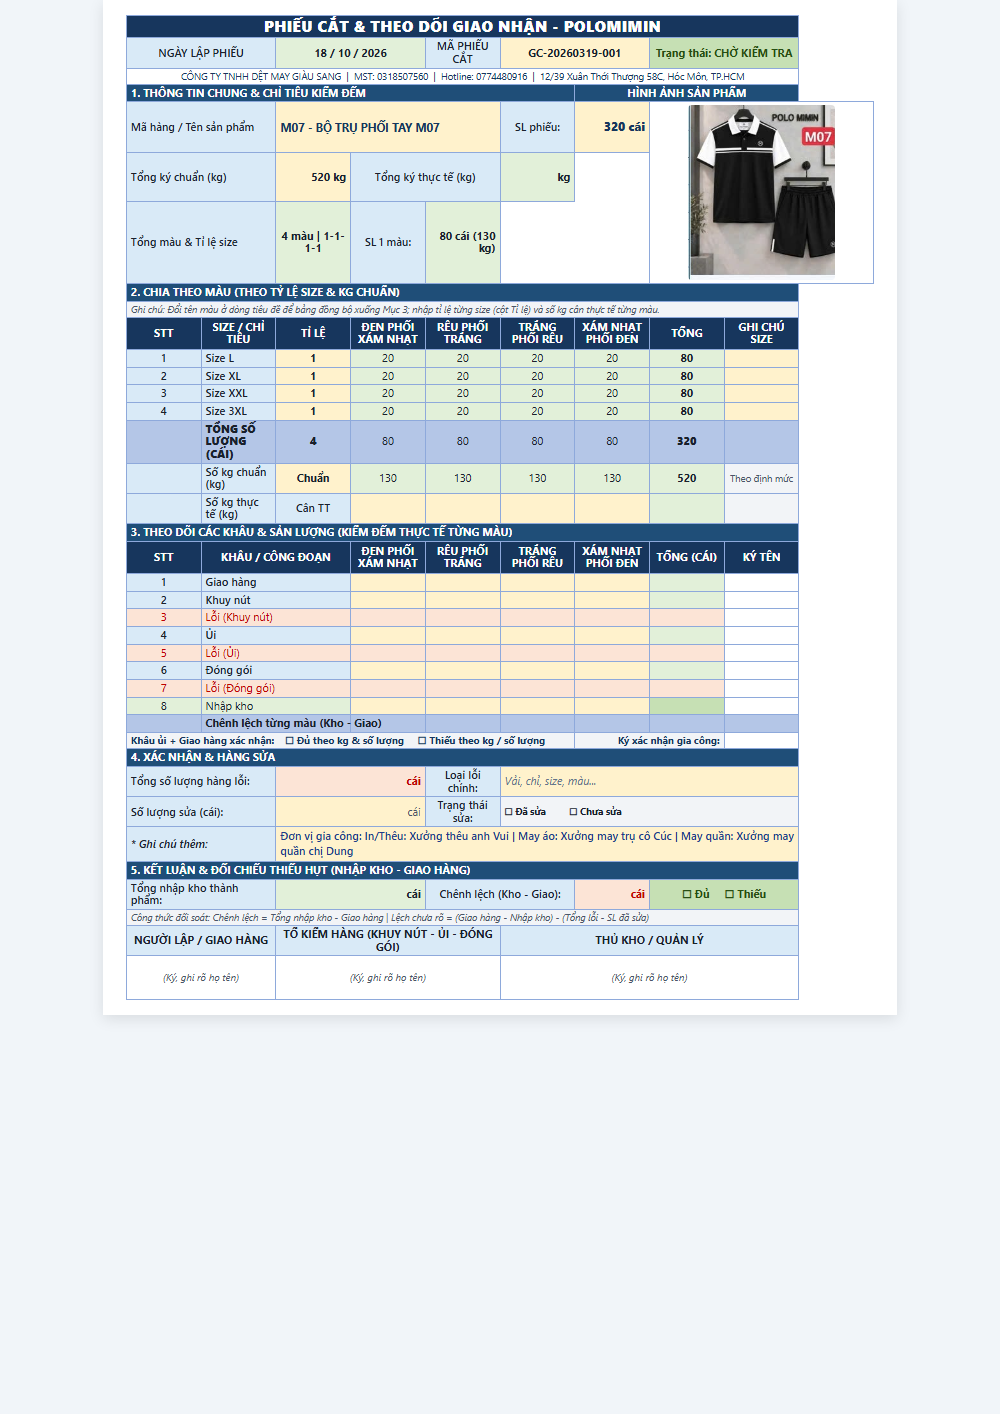 PHIẾU CẮT & THEO DÕI GIAO NHẬN - POLOMIMIN
NGÀY LẬP PHIẾU 18 / 10 / 2026 MÃ PHIẾU CẮT GC-20260319-001 Trạng thái: CHỜ KIỂM TRA
CÔNG TY TNHH DỆT MAY GIÀU SANG | MST: 0318507560 | Hotline: 0774480916 | 12/39 Xuân Thới Thượng 58C, Hóc Môn, TP.HCM
1. THÔNG TIN CHUNG & CHỈ TIÊU KIỂM ĐẾM HÌNH ẢNH SẢN PHẨM
Mã hàng / Tên sản phẩm M07 - BỘ TRỤ PHỐI TAY M07 SL phiếu: 320 cái
POLO MIMIN
M07
Tổng ký chuẩn (kg) 520 kg Tổng ký thực tế (kg) kg
Tổng màu & Tỉ lệ size 4 màu | 1-1-1-1 SL 1 màu: 80 cái (130 kg)
2. CHIA THEO MÀU (THEO TỶ LỆ SIZE & KG CHUẨN)
Ghi chú: Đổi tên màu ở dòng tiêu đề để bảng đồng bộ xuống Mục 3; nhập tỉ lệ từng size (cột Tỉ lệ) và số kg cân thực tế từng màu.
STT SIZE / CHỈ TIÊU TỈ LỆ ĐEN PHỐI XÁM NHẠT RÊU PHỐI TRẮNG TRẮNG PHỐI RÊU XÁM NHẠT PHỐI ĐEN TỔNG GHI CHÚ SIZE
1 Size L 1 20 20 20 20 80
2 Size XL 1 20 20 20 20 80
3 Size XXL 1 20 20 20 20 80
4 Size 3XL 1 20 20 20 20 80
TỔNG SỐ LƯỢNG (CÁI) 4 80 80 80 80 320
Số kg chuẩn (kg) Chuẩn 130 130 130 130 520 Theo định mức
Số kg thực tế (kg) Cân TT
3. THEO DÕI CÁC KHÂU & SẢN LƯỢNG (KIỂM ĐẾM THỰC TẾ TỪNG MÀU)
STT KHÂU / CÔNG ĐOẠN ĐEN PHỐI XÁM NHẠT RÊU PHỐI TRẮNG TRẮNG PHỐI RÊU XÁM NHẠT PHỐI ĐEN TỔNG (CÁI) KÝ TÊN
1 Giao hàng
2 Khuy nút
3 Lỗi (Khuy nút)
4 Ủi
5 Lỗi (Ủi)
6 Đóng gói
7 Lỗi (Đóng gói)
8 Nhập kho
Chênh lệch từng màu (Kho - Giao)
Khâu ủi + Giao hàng xác nhận: ☐ Đủ theo kg & số lượng ☐ Thiếu theo kg / số lượng Ký xác nhận gia công:
4. XÁC NHẬN & HÀNG SỬA
Tổng số lượng hàng lỗi: cái Loại lỗi chính: Vải, chỉ, size, màu...
Số lượng sửa (cái): cái Trạng thái sửa: ☐ Đã sửa ☐ Chưa sửa
* Ghi chú thêm: Đơn vị gia công: In/Thêu: Xưởng thêu anh Vui | May áo: Xưởng may trụ cô Cúc | May quần: Xưởng may quần chị Dung
5. KẾT LUẬN & ĐỐI CHIẾU THIẾU HỤT (NHẬP KHO - GIAO HÀNG)
Tổng nhập kho thành phẩm: cái Chênh lệch (Kho - Giao): cái ☐ Đủ ☐ Thiếu
Công thức đối soát: Chênh lệch = Tổng nhập kho - Giao hàng | Lệch chưa rõ = (Giao hàng - Nhập kho) - (Tổng lỗi - SL đã sửa)
NGƯỜI LẬP / GIAO HÀNG TỔ KIỂM HÀNG (KHUY NÚT - ỦI - ĐÓNG GÓI) THỦ KHO / QUẢN LÝ
(Ký, ghi rõ họ tên) (Ký, ghi rõ họ tên) (Ký, ghi rõ họ tên)